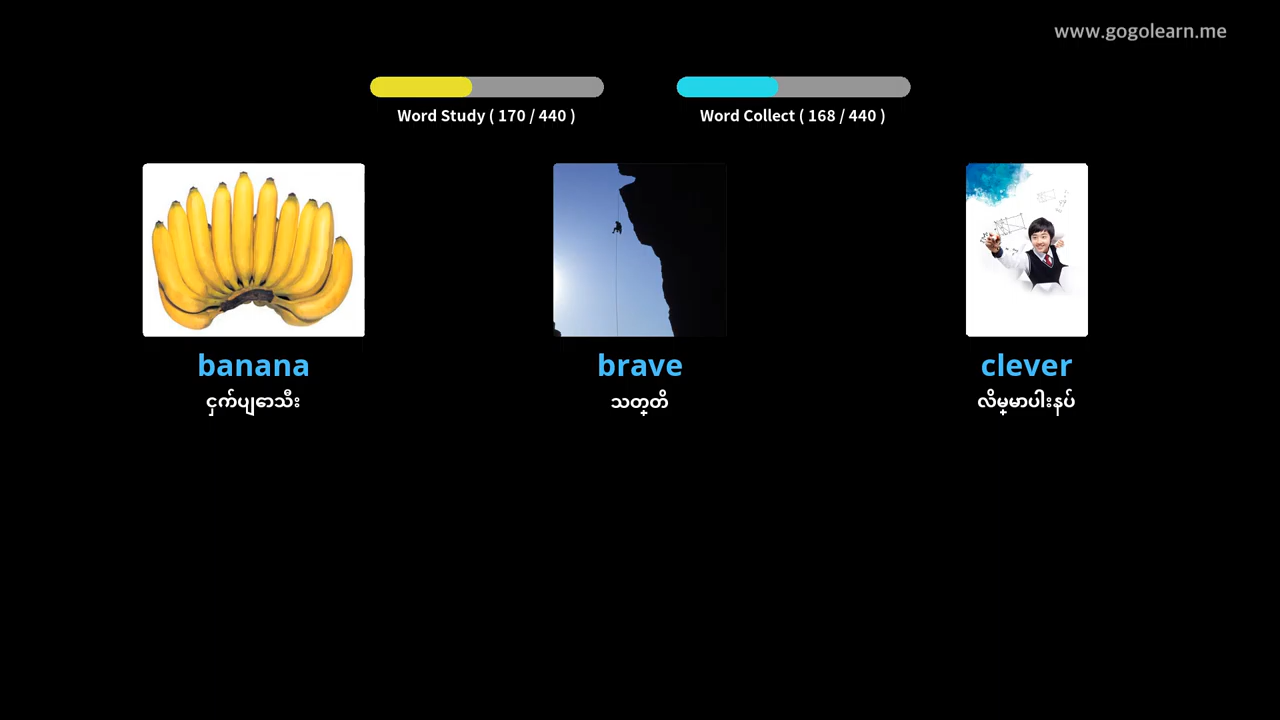 www.gogolearn.me
Word Study ( 170 / 440 )
Word Collect ( 168 / 440 )
banana
ငှက်ပျောသီး
brave
သတ္တိ
clever
လိမ္မာပါးနပ်